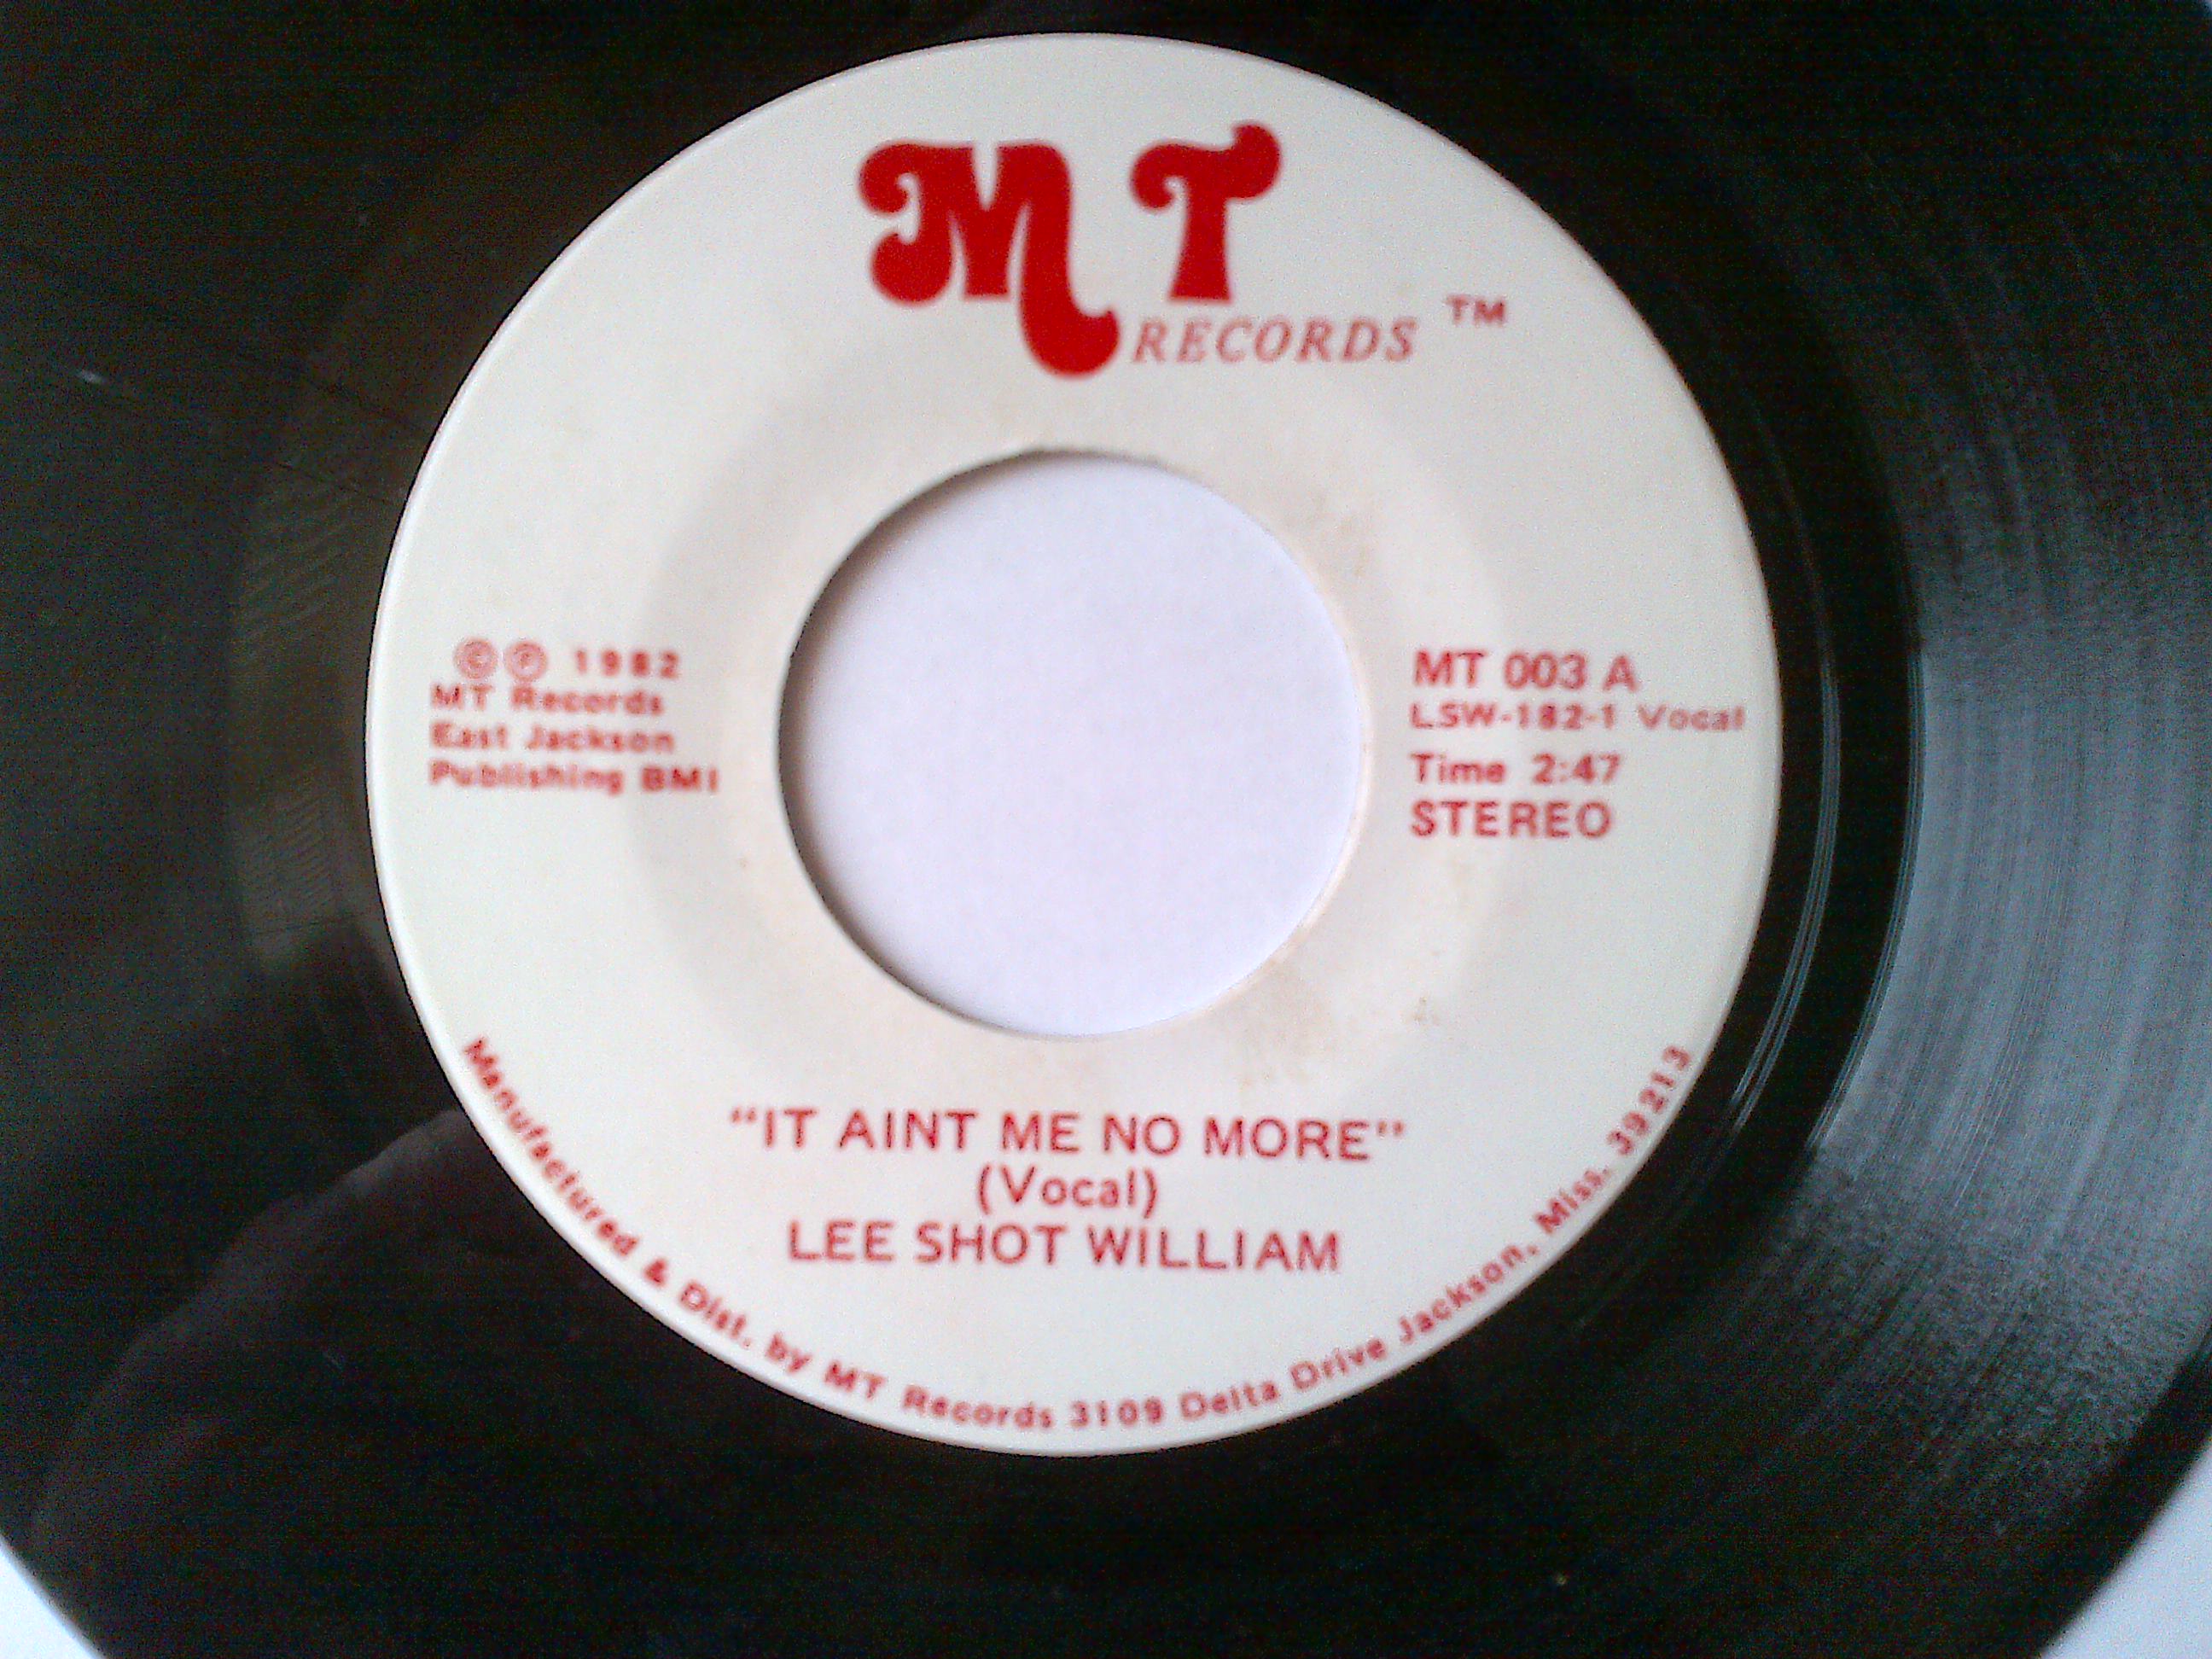 MT
RECORDS ™
© ℗ 1982
MT Records
East Jackson
Publishing BMI
MT 003 A
LSW-182-1 Vocal
Time 2:47
STEREO
"IT AINT ME NO MORE"
(Vocal)
LEE SHOT WILLIAM
Manufactured & Dist. by MT Records 3109 Delta Drive Jackson, Miss. 39213